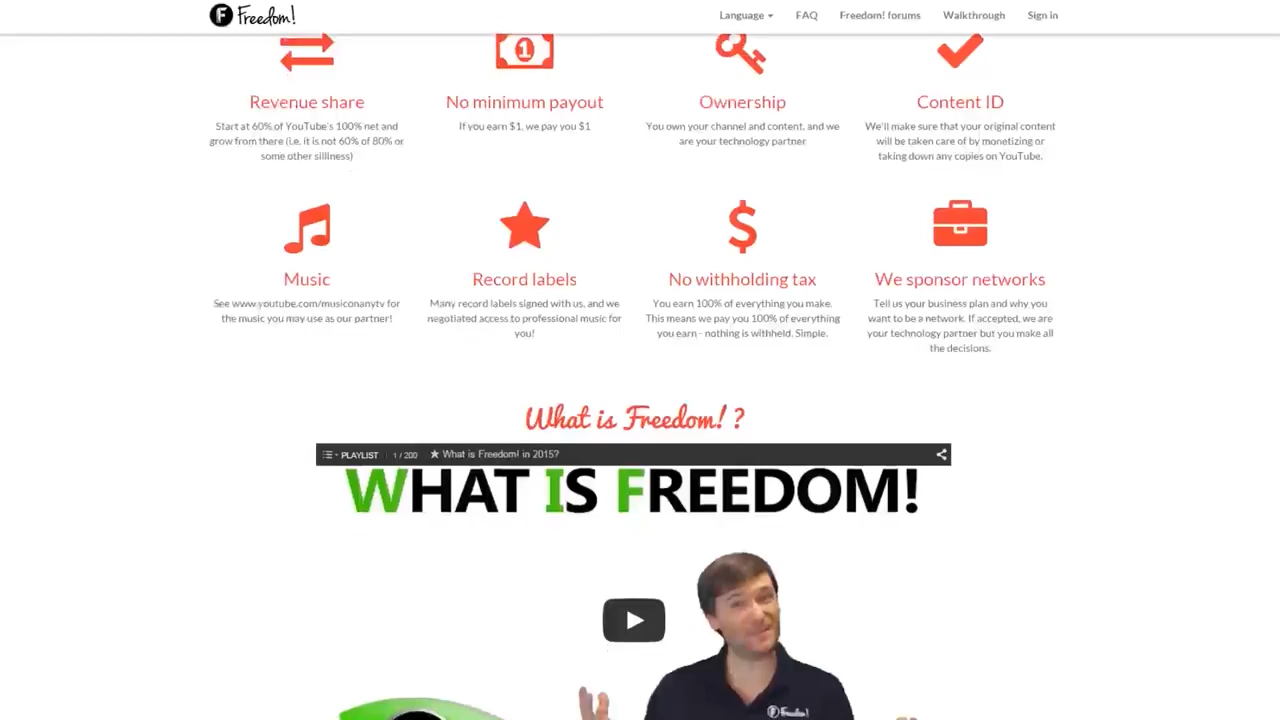 F Freedom!
Language FAQ Freedom! forums Walkthrough Sign in
1
Revenue share
Start at 60% of YouTube's 100% net and
grow from there (i.e. it is not 60% of 80% or
some other silliness)
No minimum payout
If you earn $1, we pay you $1
Ownership
You own your channel and content, and we
are your technology partner
Content ID
We'll make sure that your original content
will be taken care of by monetizing or
taking down any copies on YouTube.
Music
See www.youtube.com/musiconanytv for
the music you may use as our partner!
Record labels
Many record labels signed with us, and we
negotiated access to professional music for
you!
$
No withholding tax
You earn 100% of everything you make.
This means we pay you 100% of everything
you earn - nothing is withheld. Simple.
We sponsor networks
Tell us your business plan and why you
want to be a network. If accepted, we are
your technology partner but you make all
the decisions.
What is Freedom! ?
PLAYLIST 1 / 200 ★ What is Freedom! in 2015?
WHAT IS FREEDOM!
F Freedom!